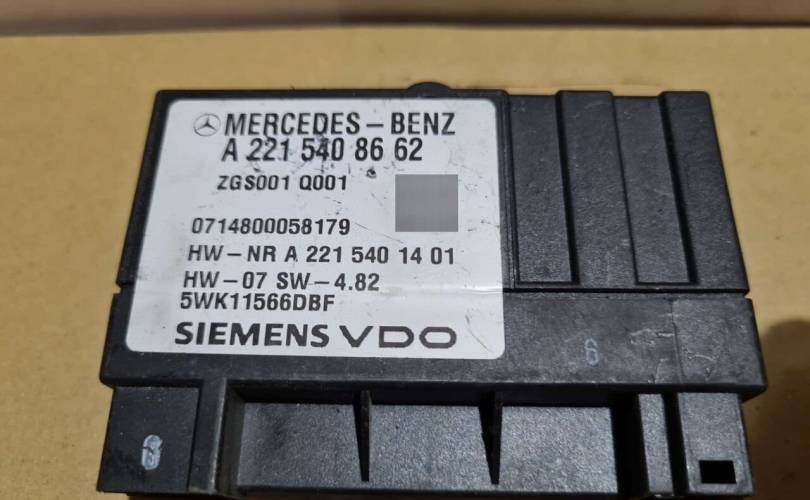 MERCEDES-BENZ
A 221 540 86 62
ZGS001 Q001
0714800058179
HW-NR A 221 540 14 01
HW-07 SW-4.82
5WK11566DBF
SIEMENS VDO
6